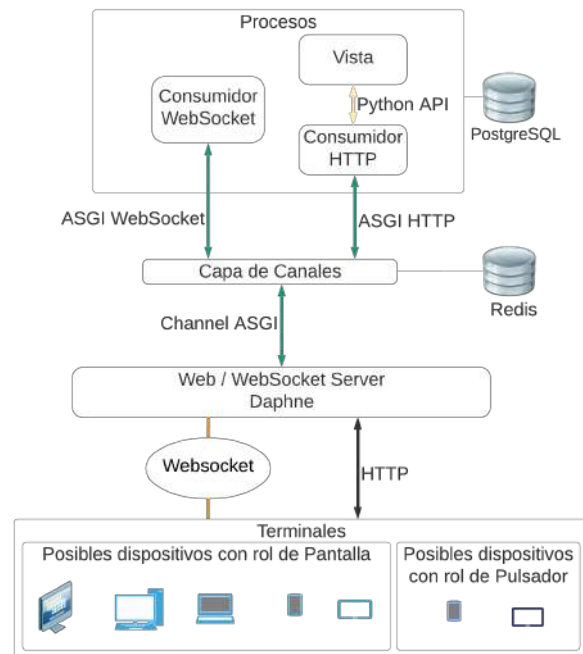 Procesos
Vista
Consumidor
WebSocket
Python API
Consumidor
HTTP
PostgreSQL
ASGI WebSocket
ASGI HTTP
Capa de Canales
Redis
Channel ASGI
Web / WebSocket Server
Daphne
Websocket
HTTP
Terminales
Posibles dispositivos con rol de Pantalla
Posibles dispositivos
con rol de Pulsador